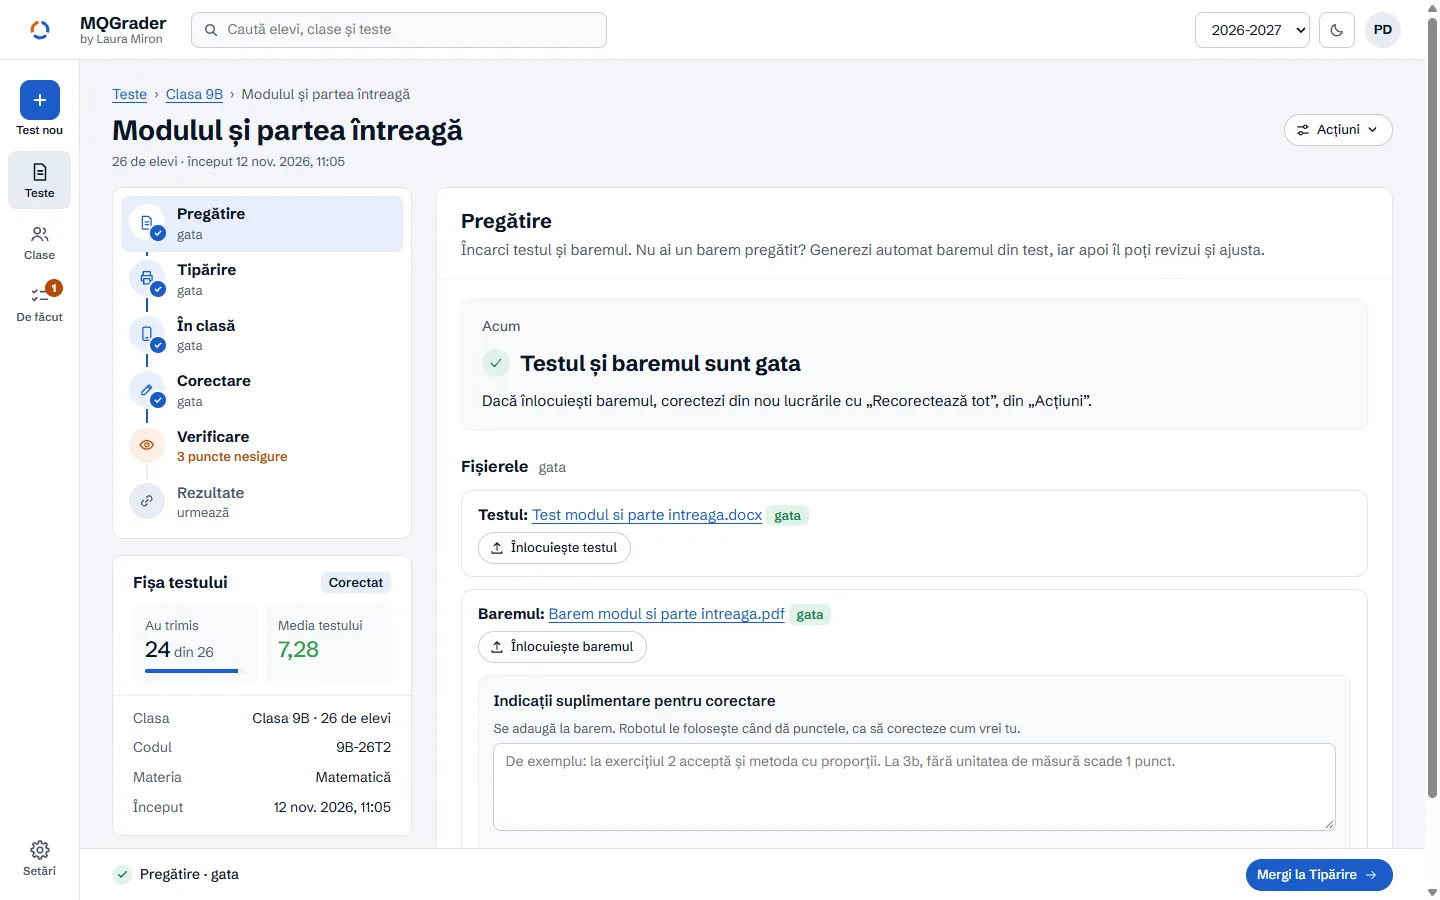 MQGrader
by Laura Miron
Caută elevi, clase și teste
2026-2027
PD
Test nou
Teste
Clase
1
De făcut
Setări
Teste › Clasa 9B › Modulul și partea întreagă
Modulul și partea întreagă
26 de elevi · început 12 nov. 2026, 11:05
Acțiuni
Pregătire
gata
Tipărire
gata
În clasă
gata
Corectare
gata
Verificare
3 puncte nesigure
Rezultate
urmează
Fișa testului
Corectat
Au trimis
24 din 26
Media testului
7,28
Clasa Clasa 9B · 26 de elevi
Codul 9B-26T2
Materia Matematică
Început 12 nov. 2026, 11:05
Pregătire
Încarci testul și baremul. Nu ai un barem pregătit? Generezi automat baremul din test, iar apoi îl poți revizui și ajusta.
Acum
Testul și baremul sunt gata
Dacă înlocuiești baremul, corectezi din nou lucrările cu „Recorectează tot”, din „Acțiuni”.
Fișierele gata
Testul: Test modul si parte intreaga.docx gata
Înlocuiește testul
Baremul: Barem modul si parte intreaga.pdf gata
Înlocuiește baremul
Indicații suplimentare pentru corectare
Se adaugă la barem. Robotul le folosește când dă punctele, ca să corecteze cum vrei tu.
De exemplu: la exercițiul 2 acceptă și metoda cu proporții. La 3b, fără unitatea de măsură scade 1 punct.
Pregătire · gata
Mergi la Tipărire →